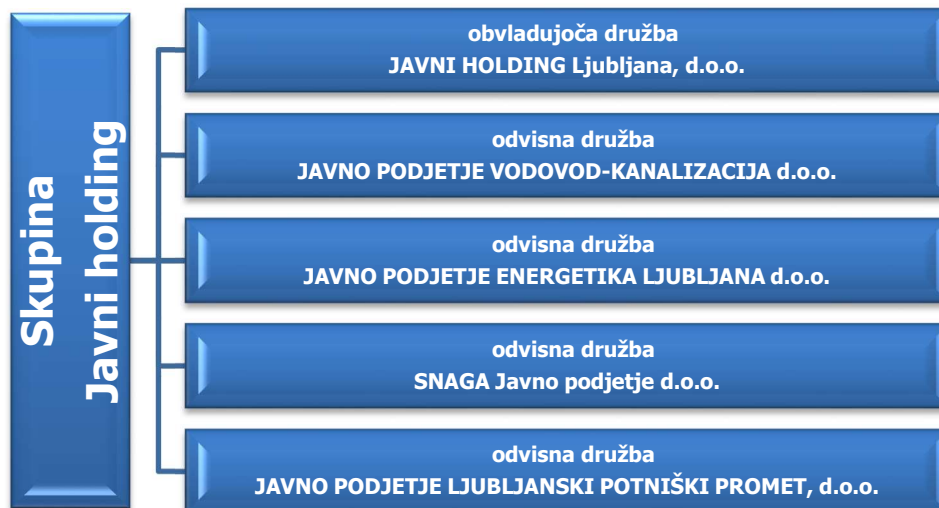 Skupina
Javni holding
obvladujoča družba
JAVNI HOLDING Ljubljana, d.o.o.
odvisna družba
JAVNO PODJETJE VODOVOD-KANALIZACIJA d.o.o.
odvisna družba
JAVNO PODJETJE ENERGETIKA LJUBLJANA d.o.o.
odvisna družba
SNAGA Javno podjetje d.o.o.
odvisna družba
JAVNO PODJETJE LJUBLJANSKI POTNIŠKI PROMET, d.o.o.